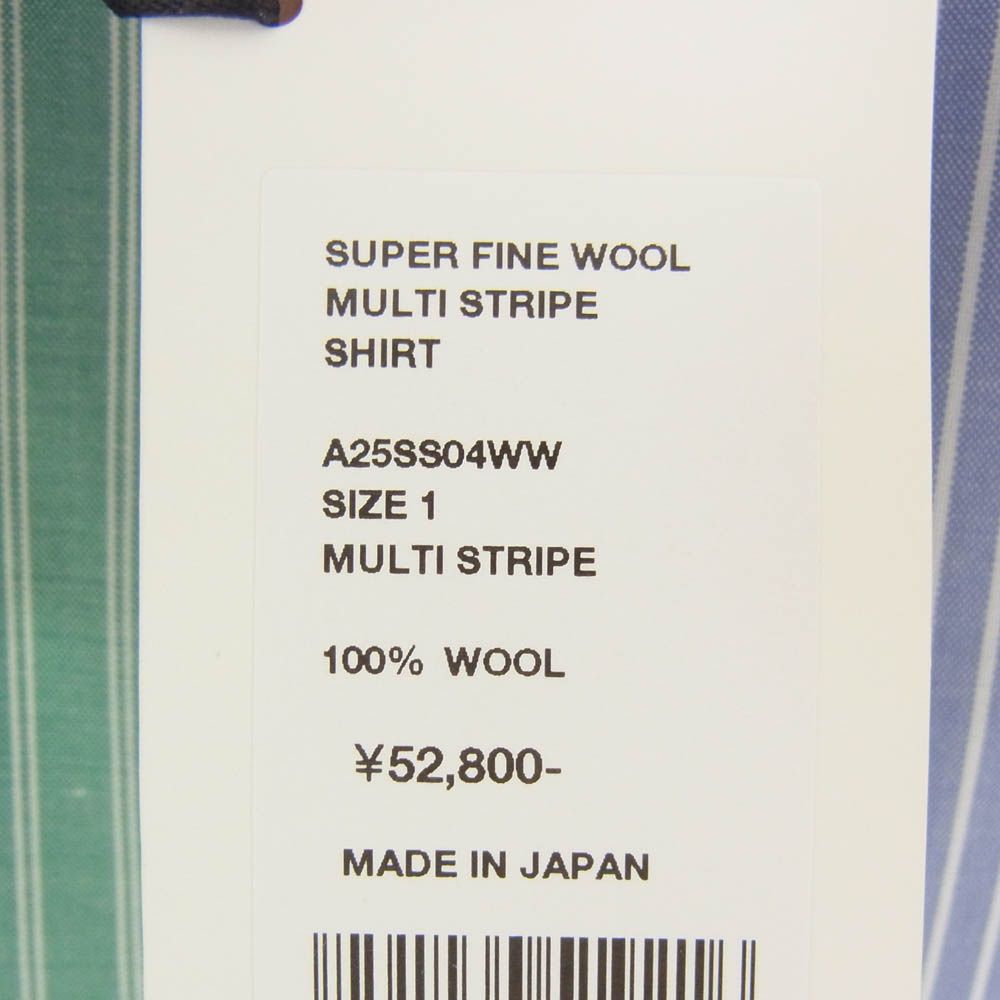 SUPER FINE WOOL
MULTI STRIPE
SHIRT
A25SS04WW
SIZE 1
MULTI STRIPE
100% WOOL
¥52,800-
MADE IN JAPAN